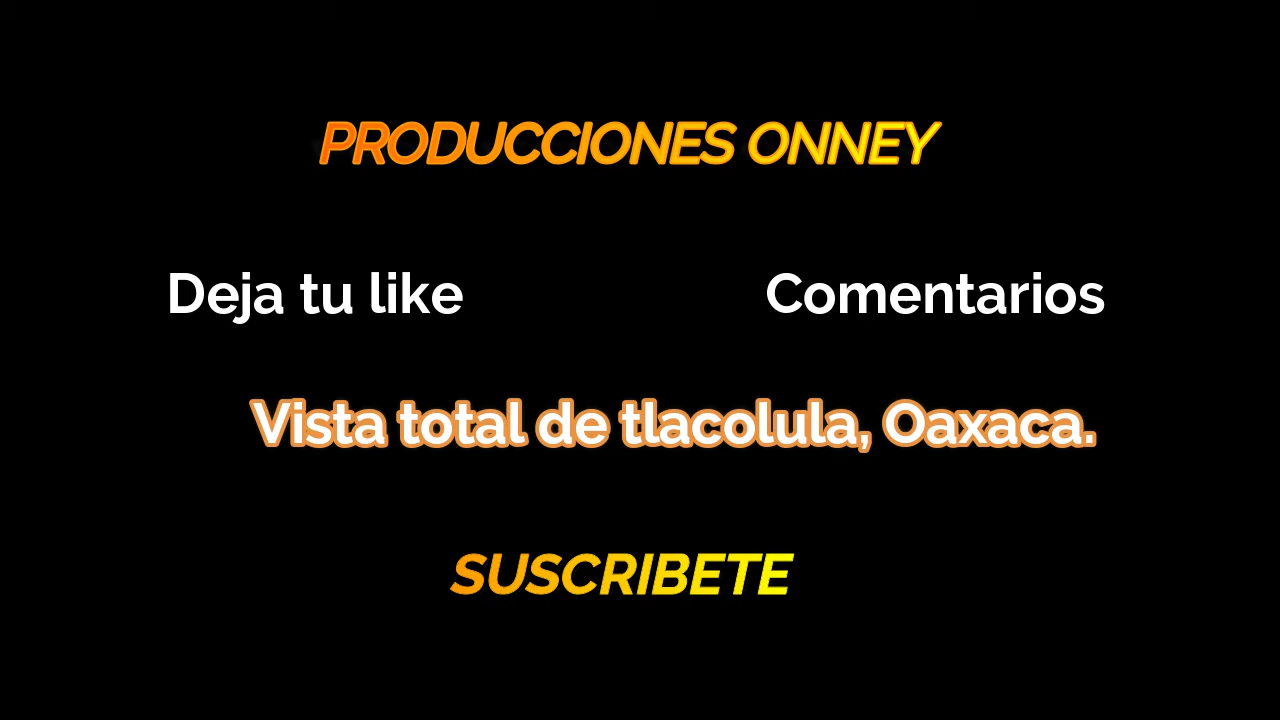 PRODUCCIONES ONNEY
Deja tu like
Comentarios
Vista total de tlacolula, Oaxaca.
SUSCRIBETE